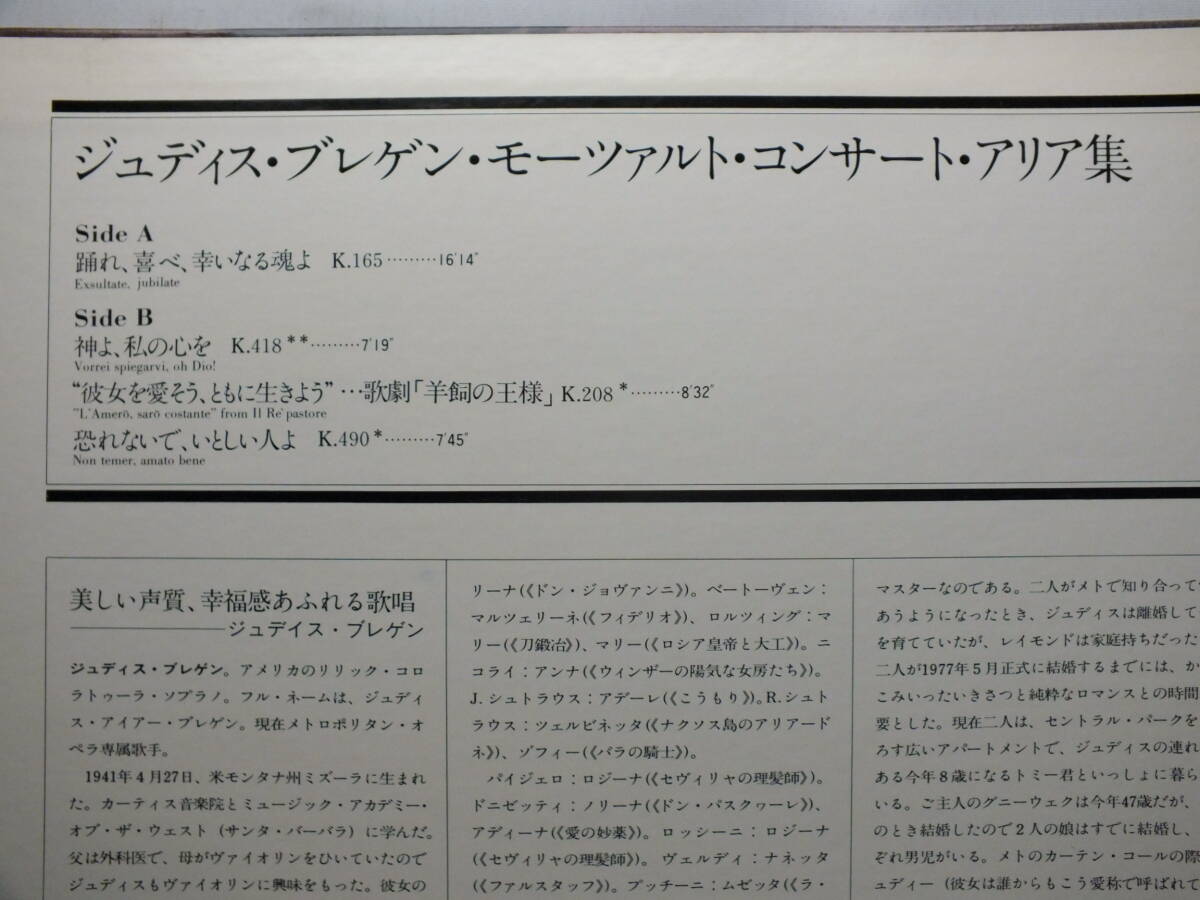 ジュディス・ブレゲン・モーツァルト・コンサート・アリア集
Side A
踊れ、喜べ、幸いなる魂よ K.165………16′14″
Exsultate, jubilate
Side B
神よ、私の心を K.418**………7′19″
Vorrei spiegarvi, oh Dio!
“彼女を愛そう、ともに生きよう”…歌劇「羊飼の王様」K.208*………8′32″
"L'Amerò, sarò costante" from Il Re pastore
恐れないで、いとしい人よ K.490*………7′45″
Non temer, amato bene
美しい声質、幸福感あふれる歌唱
————ジュデイス・ブレゲン
ジュディス・ブレゲン。アメリカのリリック・コロ
ラトゥーラ・ソプラノ。フル・ネームは、ジュディ
ス・アイアー・ブレゲン。現在メトロポリタン・オ
ペラ専属歌手。
1941年4月27日、米モンタナ州ミズーラに生まれ
た。カーティス音楽院とミュージック・アカデミー・
オブ・ザ・ウェスト(サンタ・バーバラ)に学んだ。
父は外科医で、母がヴァイオリンをひいていたので
ジュディスもヴァイオリンに興味をもった。彼女の
リーナ(《ドン・ジョヴァンニ》)。ベートーヴェン:
マルツェリーネ(《フィデリオ》)、ロルツィング:マ
リー(《刀鍛冶》)、マリー(《ロシア皇帝と大工》)。ニ
コライ:アンナ(《ウィンザーの陽気な女房たち》)。
J.シュトラウス:アデーレ(《こうもり》)。R.シュト
ラウス:ツェルビネッタ(《ナクソス島のアリアード
ネ》)、ゾフィー(《バラの騎士》)。
パイジェロ:ロジーナ(《セヴィリャの理髪師》)。
ドニゼッティ:ノリーナ(《ドン・パスクヮーレ》)、
アディーナ(《愛の妙薬》)。ロッシーニ:ロジーナ
(《セヴィリャの理髪師》)。ヴェルディ:ナネッタ
(《ファルスタッフ》)。プッチーニ:ムゼッタ(《ラ・
マスターなのである。二人がメトで知り合って
あうようになったとき、ジュディスは離婚して
を育てていたが、レイモンドは家庭持ちだった
二人が1977年5月正式に結婚するまでには、か
こみいったいきさつと純粋なロマンスとの時間
要とした。現在二人は、セントラル・パークを
ろす広いアパートメントで、ジュディスの連れ
ある今年8歳になるトミー君といっしょに暮ら
いる。ご主人のグニーウェクは今年47歳だが、
のとき結婚したので2人の娘はすでに結婚し、
ぞれ男児がいる。メトのカーテン・コールの際
ュディー(彼女は誰からもこう愛称で呼ばれて